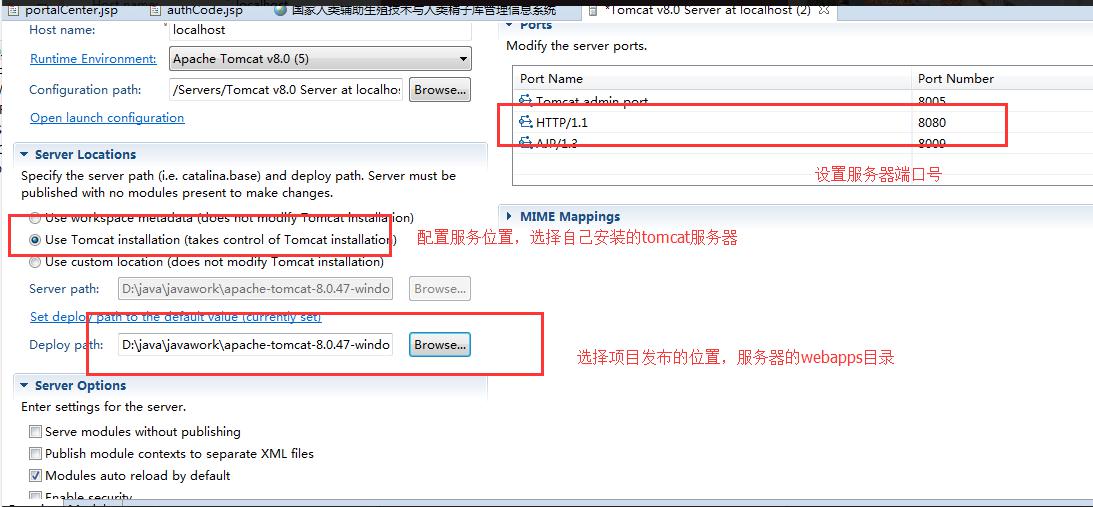 portalCenter.jsp
authCode.jsp
国家人类辅助生殖技术与人类精子库管理信息系统
*Tomcat v8.0 Server at localhost (2)
Host name:
localhost
Runtime Environment:
Apache Tomcat v8.0 (5)
Configuration path:
/Servers/Tomcat v8.0 Server at localhos
Browse...
Open launch configuration
Server Locations
Specify the server path (i.e. catalina.base) and deploy path. Server must be
published with no modules present to make changes.
Use workspace metadata (does not modify Tomcat installation)
Use Tomcat installation (takes control of Tomcat installation)
配置服务位置，选择自己安装的tomcat服务器
Use custom location (does not modify Tomcat installation)
Server path:
D:\java\javawork\apache-tomcat-8.0.47-windo
Browse...
Set deploy path to the default value (currently set)
Deploy path:
D:\java\javawork\apache-tomcat-8.0.47-windo
Browse...
选择项目发布的位置，服务器的webapps目录
Server Options
Enter settings for the server.
Serve modules without publishing
Publish module contexts to separate XML files
Modules auto reload by default
Enable security
Ports
Modify the server ports.
Port Name
Port Number
Tomcat admin port
8005
HTTP/1.1
8080
AJP/1.3
8009
设置服务器端口号
MIME Mappings